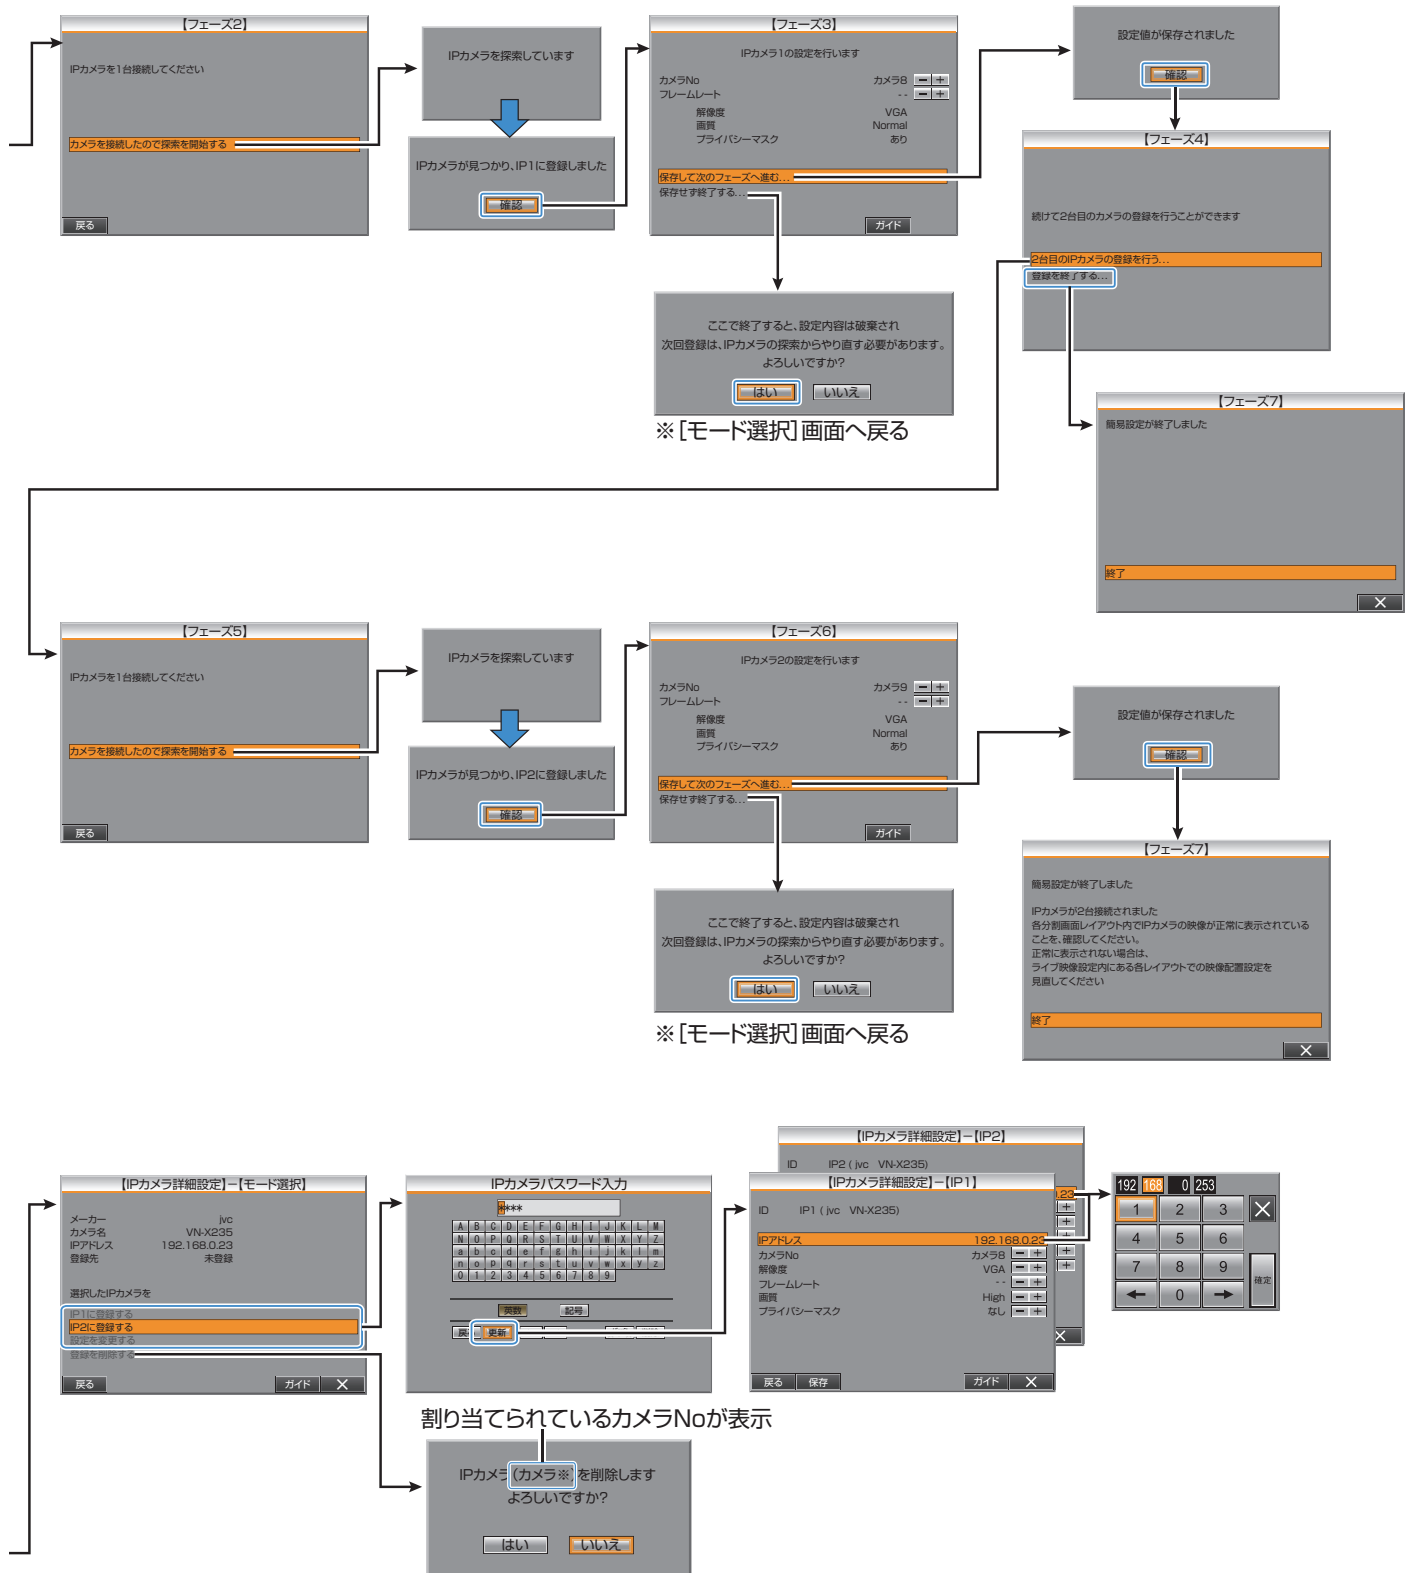 【フェーズ2】
IPカメラを1台接続してください
カメラを接続したので探索を開始する
戻る
IPカメラを探索しています
IPカメラが見つかり、IP1に登録しました
確認
【フェーズ3】
IPカメラ1の設定を行います
カメラNo カメラ8 − +
フレームレート - - − +
解像度 VGA
画質 Normal
プライバシーマスク あり
保存して次のフェーズへ進む...
保存せず終了する...
ガイド
設定値が保存されました
確認
【フェーズ4】
続けて2台目のカメラの登録を行うことができます
2台目のIPカメラの登録を行う...
登録を終了する...
ここで終了すると、設定内容は破棄され
次回登録は、IPカメラの探索からやり直す必要があります。
よろしいですか?
はい いいえ
※[モード選択]画面へ戻る
【フェーズ7】
簡易設定が終了しました
終了
×
【フェーズ5】
IPカメラを1台接続してください
カメラを接続したので探索を開始する
戻る
IPカメラを探索しています
IPカメラが見つかり、IP2に登録しました
確認
【フェーズ6】
IPカメラ2の設定を行います
カメラNo カメラ9 − +
フレームレート - - − +
解像度 VGA
画質 Normal
プライバシーマスク あり
保存して次のフェーズへ進む...
保存せず終了する...
ガイド
設定値が保存されました
確認
ここで終了すると、設定内容は破棄され
次回登録は、IPカメラの探索からやり直す必要があります。
よろしいですか?
はい いいえ
※[モード選択]画面へ戻る
【フェーズ7】
簡易設定が終了しました
IPカメラが2台接続されました
各分割画面レイアウト内でIPカメラの映像が正常に表示されている
ことを、確認してください。
正常に表示されない場合は、
ライブ映像設定内にある各レイアウトでの映像配置設定を
見直してください
終了
×
【IPカメラ詳細設定】−【モード選択】
メーカー jvc
カメラ名 VN-X235
IPアドレス 192.168.0.23
登録先 未登録
選択したIPカメラを
IP1に登録する
IP2に登録する
設定を変更する
登録を削除する
戻る ガイド ×
IPカメラパスワード入力
****
A B C D E F G H I J K L M
N O P Q R S T U V W X Y Z
a b c d e f g h i j k l m
n o p q r s t u v w x y z
0 1 2 3 4 5 6 7 8 9
英数 記号
更新
【IPカメラ詳細設定】−【IP2】
ID IP2 ( jvc VN-X235)
【IPカメラ詳細設定】−【IP1】
ID IP1 ( jvc VN-X235)
IPアドレス 192.168.0.23
カメラNo カメラ8 − +
解像度 VGA − +
フレームレート - - − +
画質 High − +
プライバシーマスク なし − +
戻る 保存 ガイド ×
192 168 0 253
1 2 3 ×
4 5 6
7 8 9
← 0 → 確定
割り当てられているカメラNoが表示
IPカメラ(カメラ※)を削除します
よろしいですか?
はい いいえ